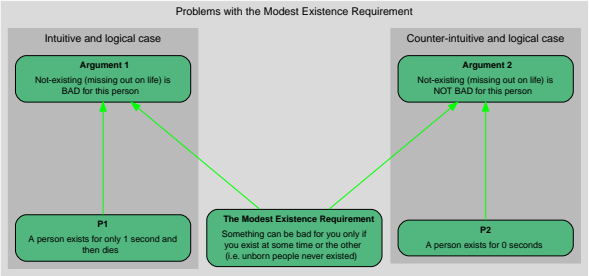 Problems with the Modest Existence Requirement
Intuitive and logical case
Argument 1
Not-existing (missing out on life) is
BAD for this person
P1
A person exists for only 1 second and
then dies
The Modest Existence Requirement
Something can be bad for you only if
you exist at some time or the other
(i.e. unborn people never existed)
Counter-intuitive and logical case
Argument 2
Not-existing (missing out on life) is
NOT BAD for this person
P2
A person exists for 0 seconds